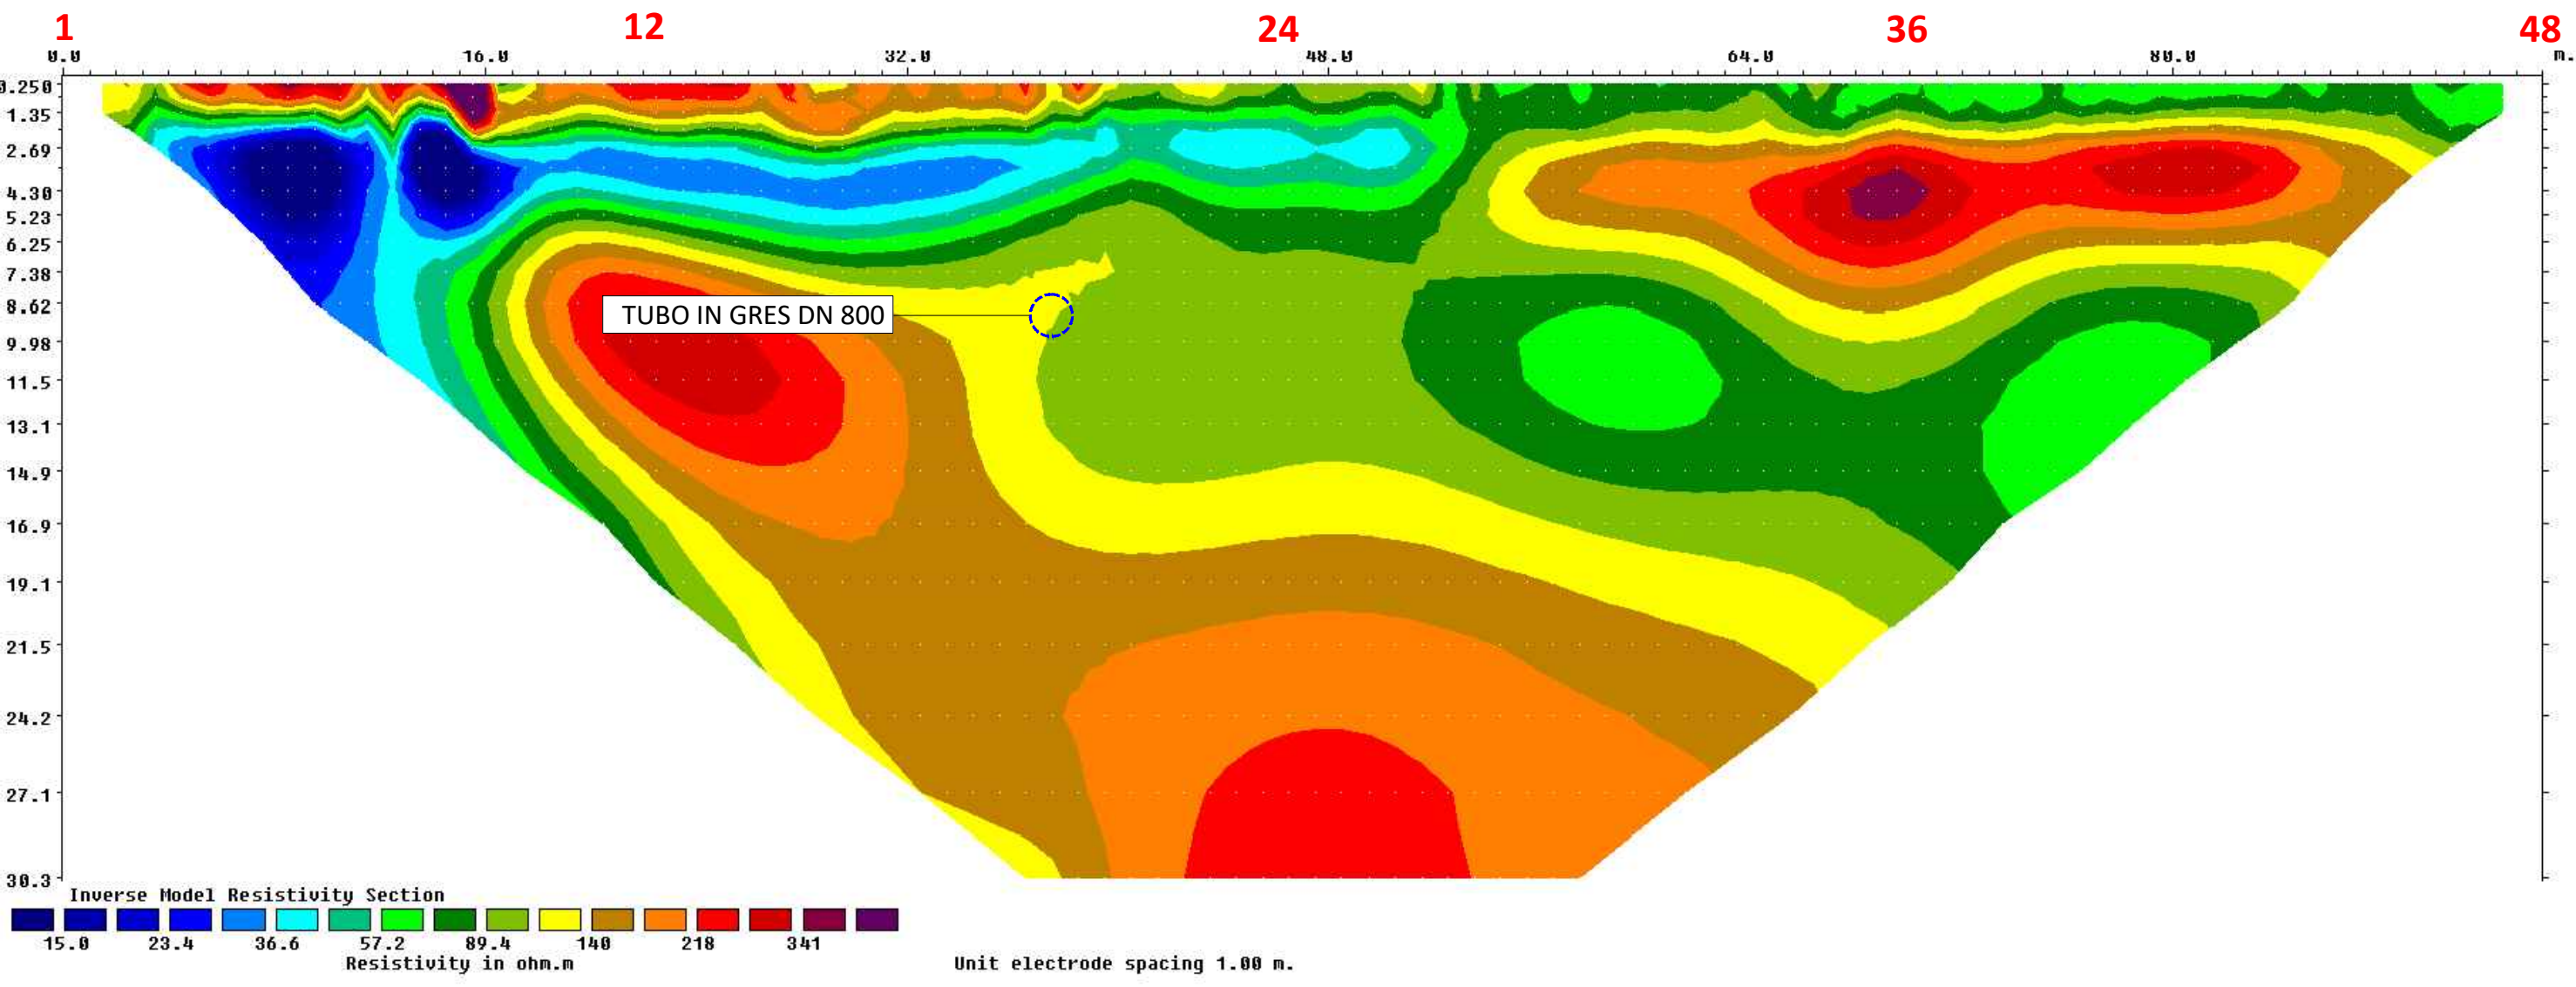 1 12 24 36 48
0.0 16.0 32.0 48.0 64.0 80.0 m.
0.250
1.35
2.69
4.30
5.23
6.25
7.38
8.62
TUBO IN GRES DN 800
9.98
11.5
13.1
14.9
16.9
19.1
21.5
24.2
27.1
30.3
Inverse Model Resistivity Section
15.0 23.4 36.6 57.2 89.4 140 218 341
Resistivity in ohm.m
Unit electrode spacing 1.00 m.